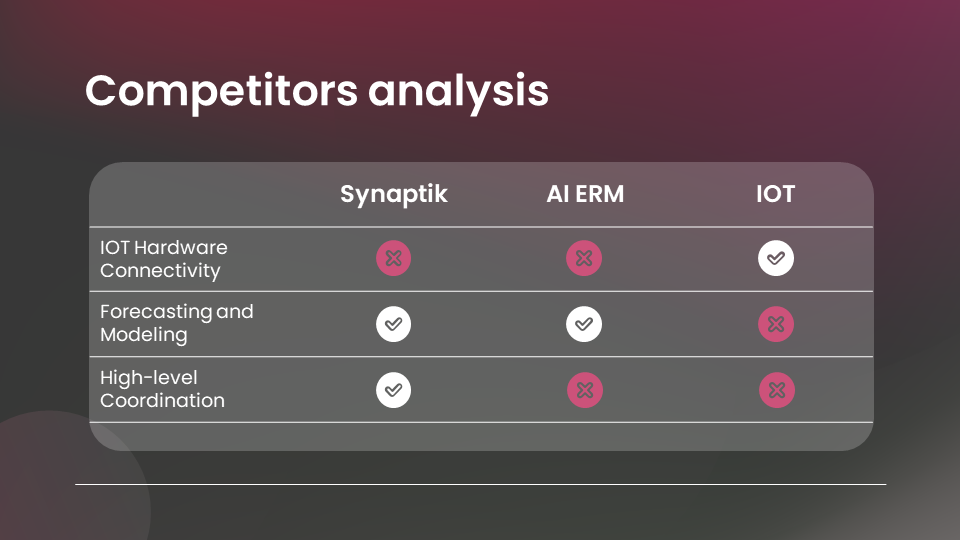 Competitors analysis
Synaptik AI ERM IOT
IOT Hardware
Connectivity
Forecasting and
Modeling
High-level
Coordination